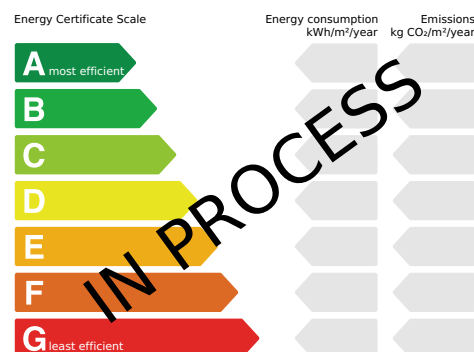 Energy Certificate Scale
Energy consumption
kWh/m²/year
Emissions
kg CO₂/m²/year
A most efficient
B
C
D
E
F
G least efficient
IN PROCESS